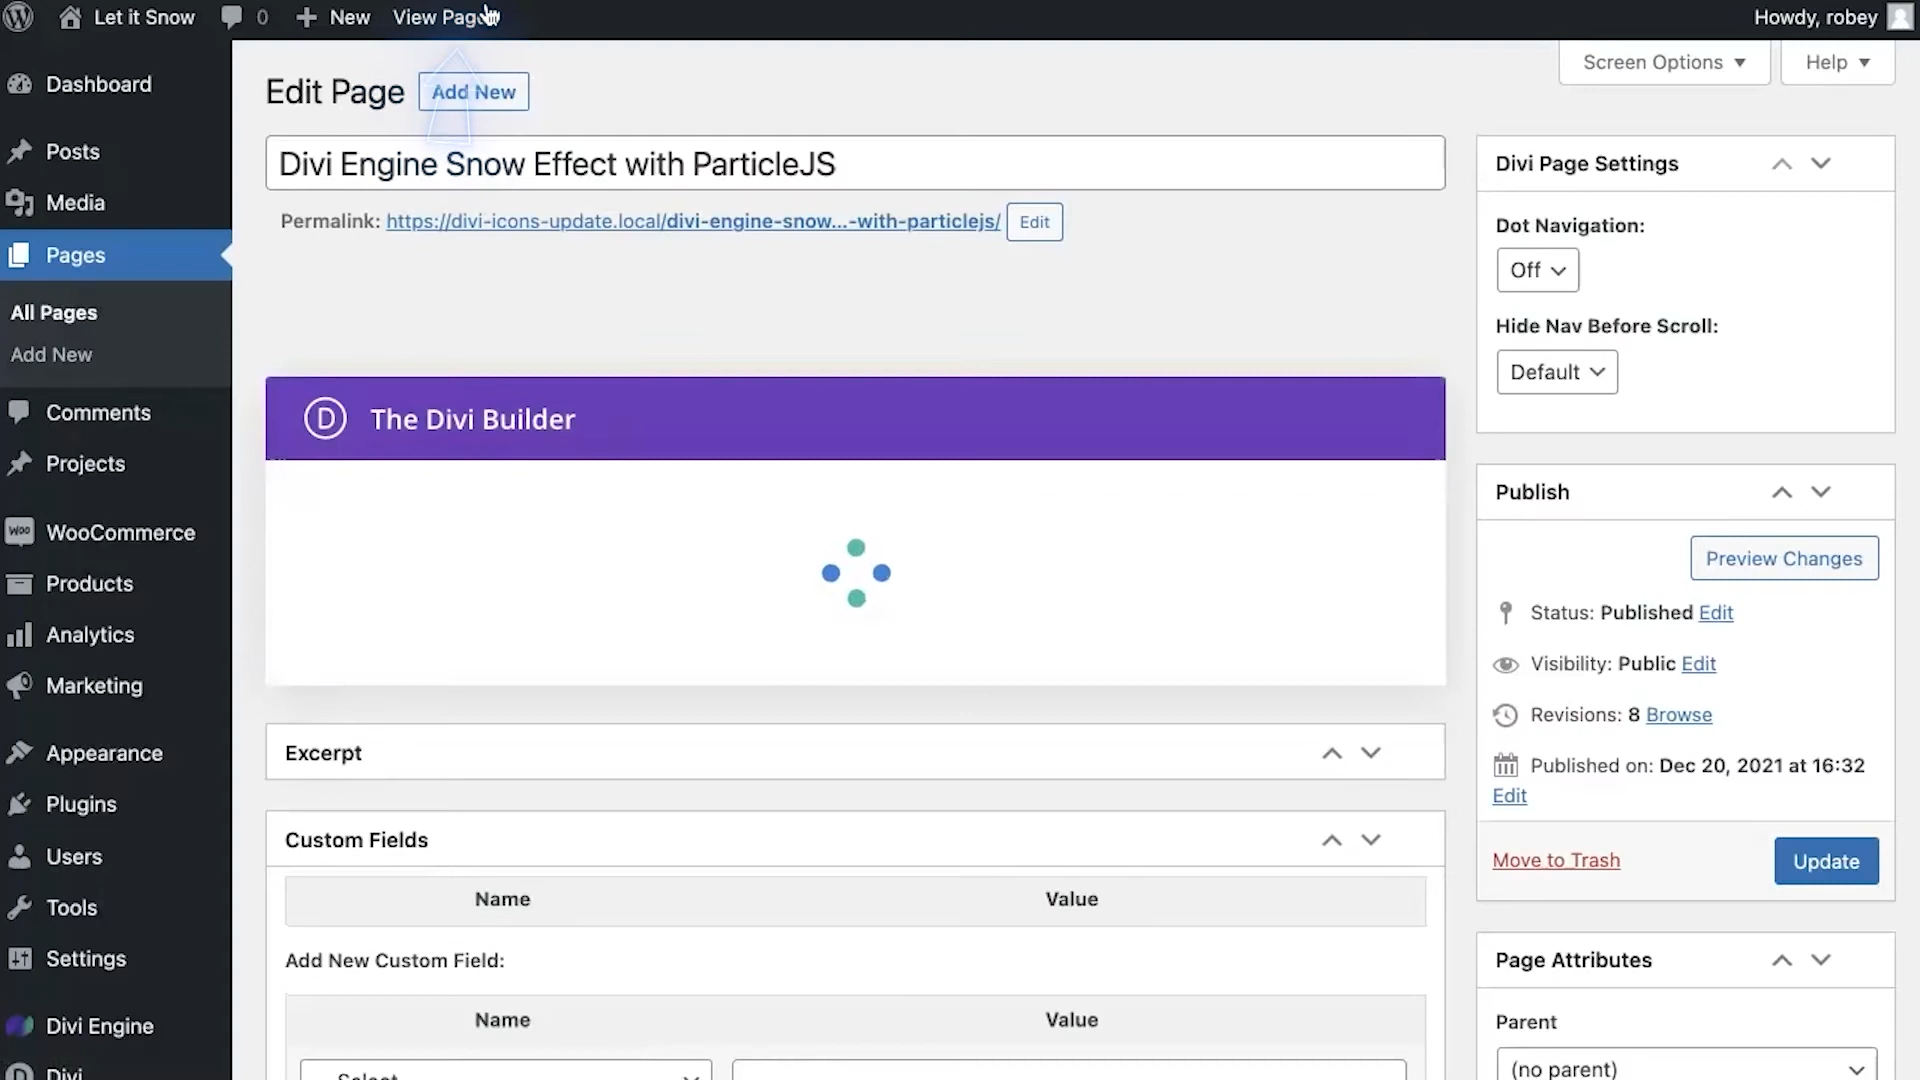 Let it Snow
0
New
View Page
Howdy, robey
Screen Options
Help
Dashboard
Posts
Media
Pages
All Pages
Add New
Comments
Projects
WooCommerce
Products
Analytics
Marketing
Appearance
Plugins
Users
Tools
Settings
Divi Engine
Divi
Edit Page
Add New
Divi Engine Snow Effect with ParticleJS
Permalink: https://divi-icons-update.local/divi-engine-snow...-with-particlejs/ Edit
D The Divi Builder
Excerpt
Custom Fields
Name Value
Add New Custom Field:
Name Value
Select
Divi Page Settings
Dot Navigation:
Off
Hide Nav Before Scroll:
Default
Publish
Preview Changes
Status: Published Edit
Visibility: Public Edit
Revisions: 8 Browse
Published on: Dec 20, 2021 at 16:32
Edit
Move to Trash
Update
Page Attributes
Parent
(no parent)